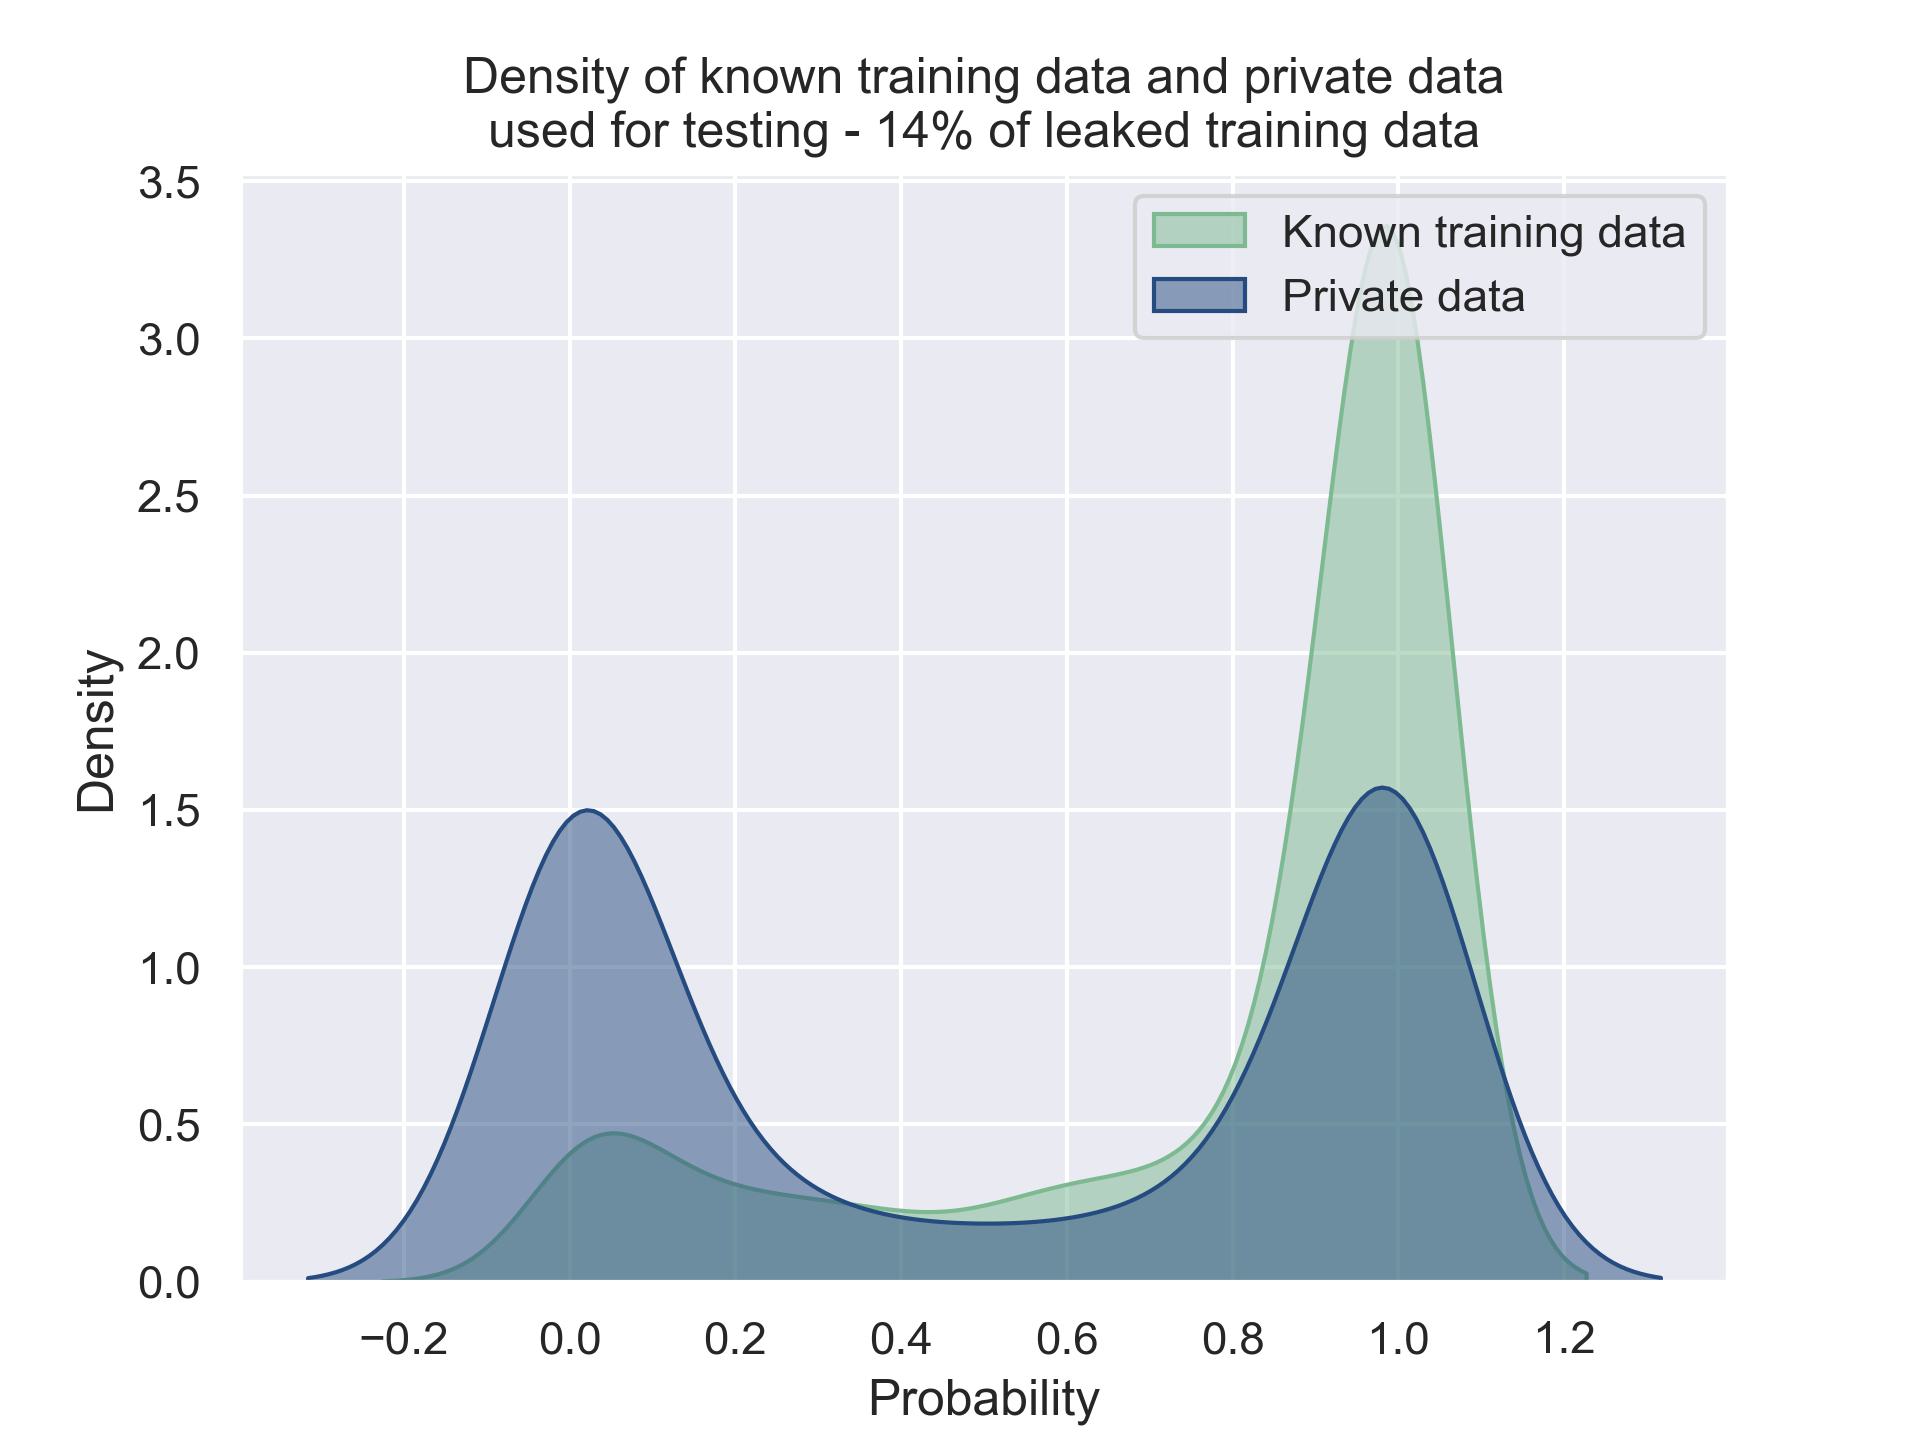 Density of known training data and private data
used for testing - 14% of leaked training data
3.5
3.0
2.5
2.0
1.5
1.0
0.5
0.0
Density
Known training data
Private data
−0.2 0.0 0.2 0.4 0.6 0.8 1.0 1.2
Probability